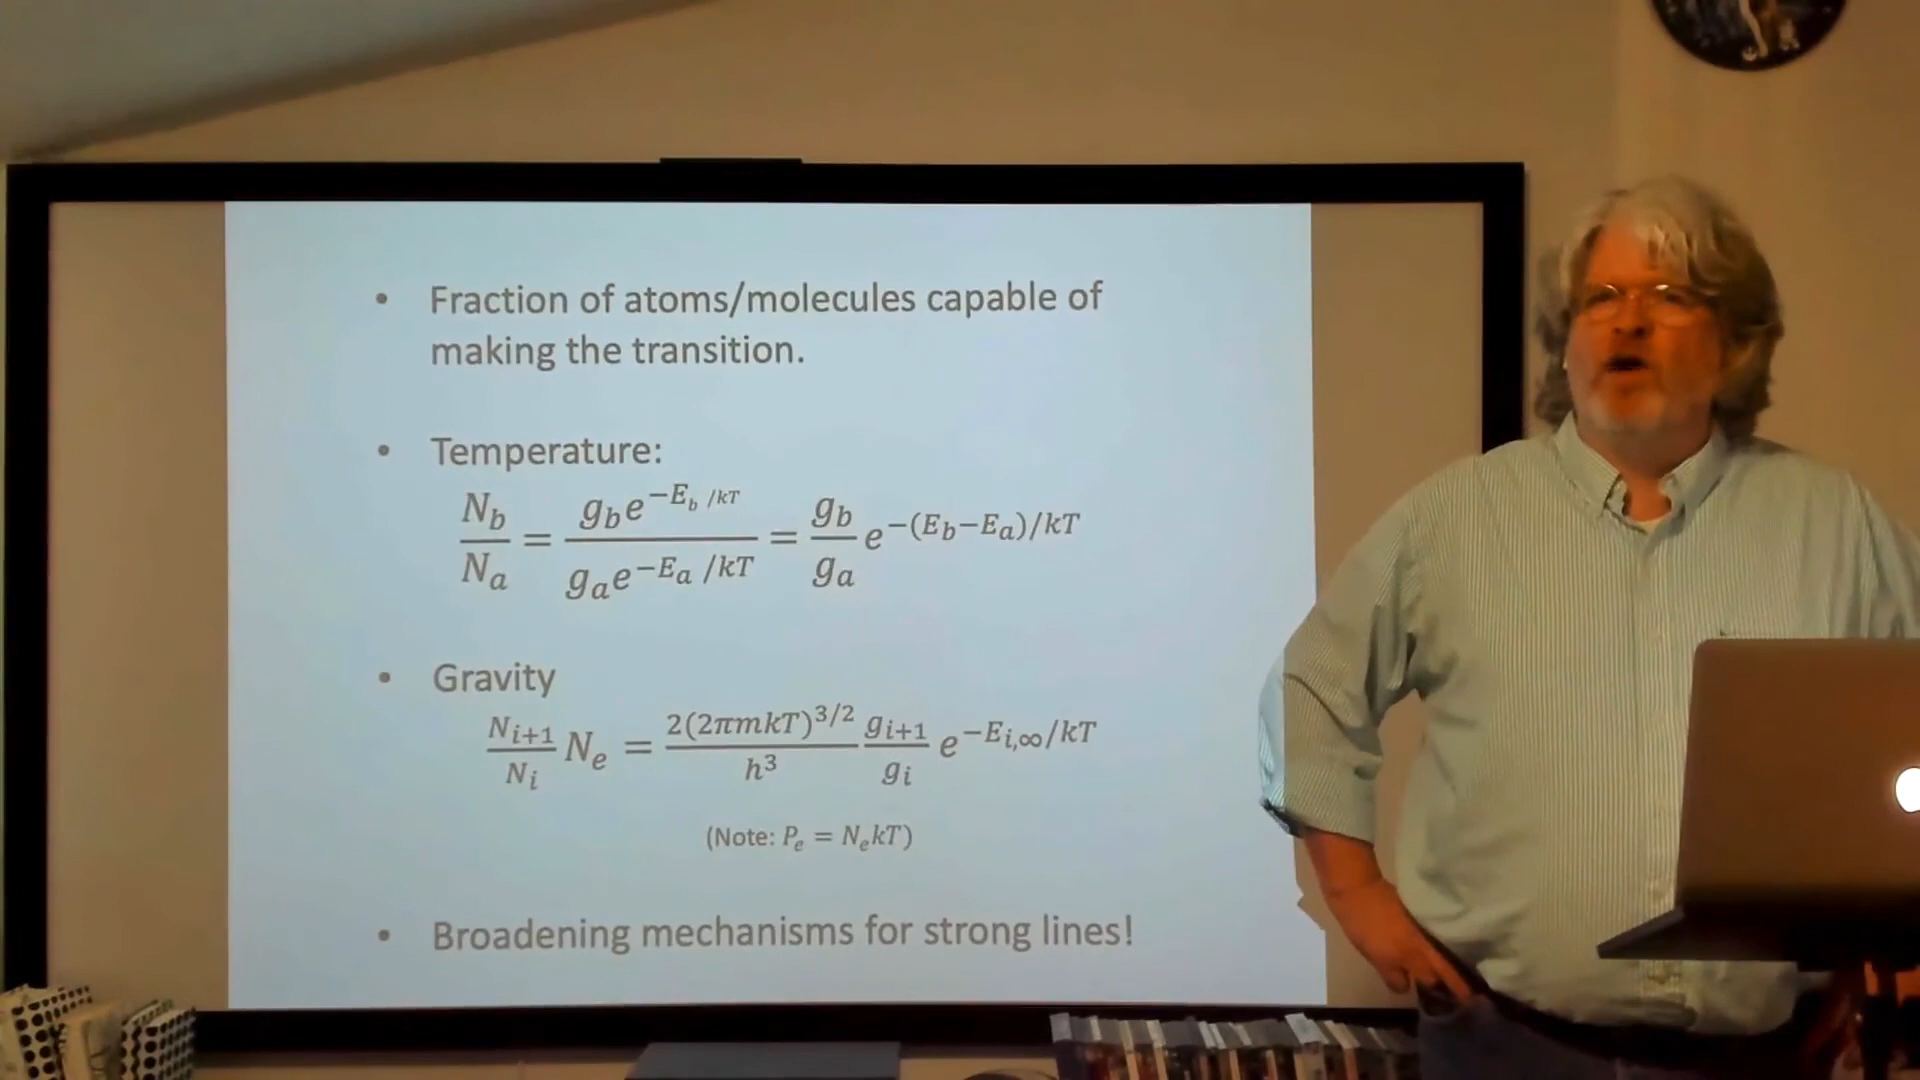 • Fraction of atoms/molecules capable of
making the transition.
• Temperature:
N_b/N_a = g_b e^{-E_b/kT} / g_a e^{-E_a/kT} = g_b/g_a e^{-(E_b-E_a)/kT}
• Gravity
N_{i+1}/N_i N_e = 2(2πmkT)^{3/2}/h^3 g_{i+1}/g_i e^{-E_{i,∞}/kT}
(Note: P_e = N_e kT)
• Broadening mechanisms for strong lines!